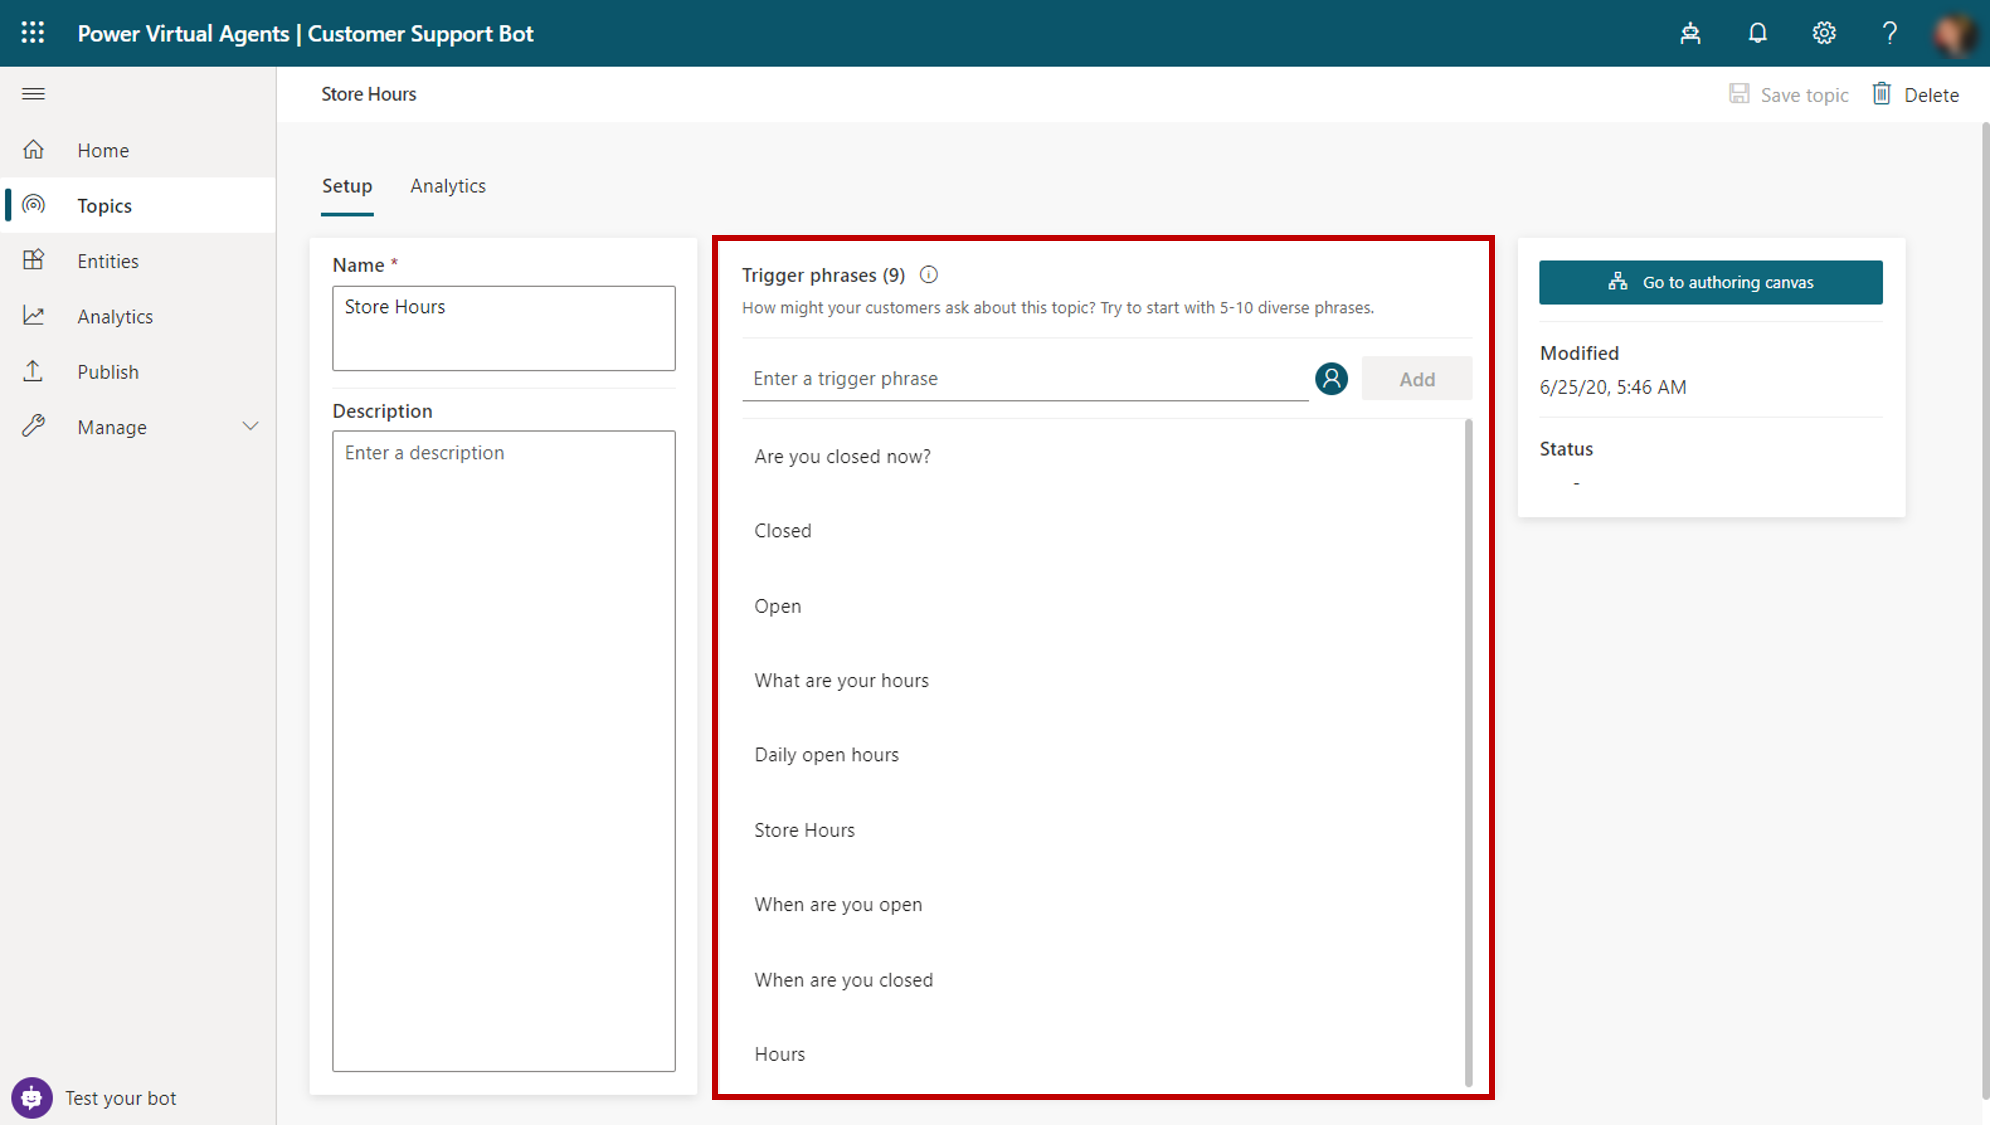 Power Virtual Agents | Customer Support Bot
?
Store Hours
Save topic
Delete
Home
Topics
Entities
Analytics
Publish
Manage
Test your bot
Setup
Analytics
Name *
Store Hours
Description
Enter a description
Trigger phrases (9)
How might your customers ask about this topic? Try to start with 5-10 diverse phrases.
Enter a trigger phrase
Add
Are you closed now?
Closed
Open
What are your hours
Daily open hours
Store Hours
When are you open
When are you closed
Hours
Go to authoring canvas
Modified
6/25/20, 5:46 AM
Status
-